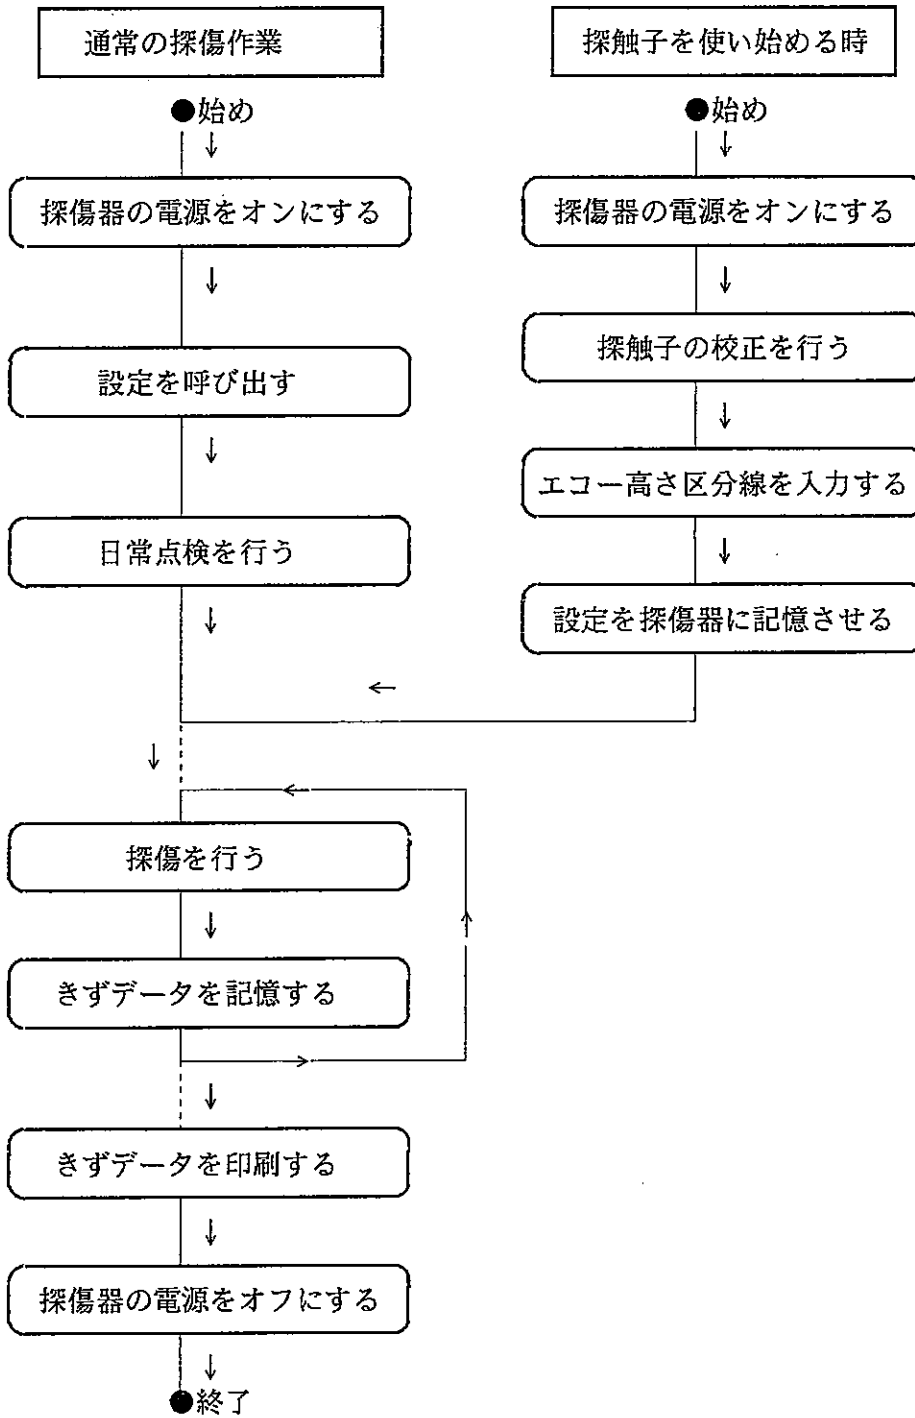 通常の探傷作業
●始め
探傷器の電源をオンにする
設定を呼び出す
日常点検を行う
探触子を使い始める時
●始め
探傷器の電源をオンにする
探触子の校正を行う
エコー高さ区分線を入力する
設定を探傷器に記憶させる
探傷を行う
きずデータを記憶する
きずデータを印刷する
探傷器の電源をオフにする
●終了